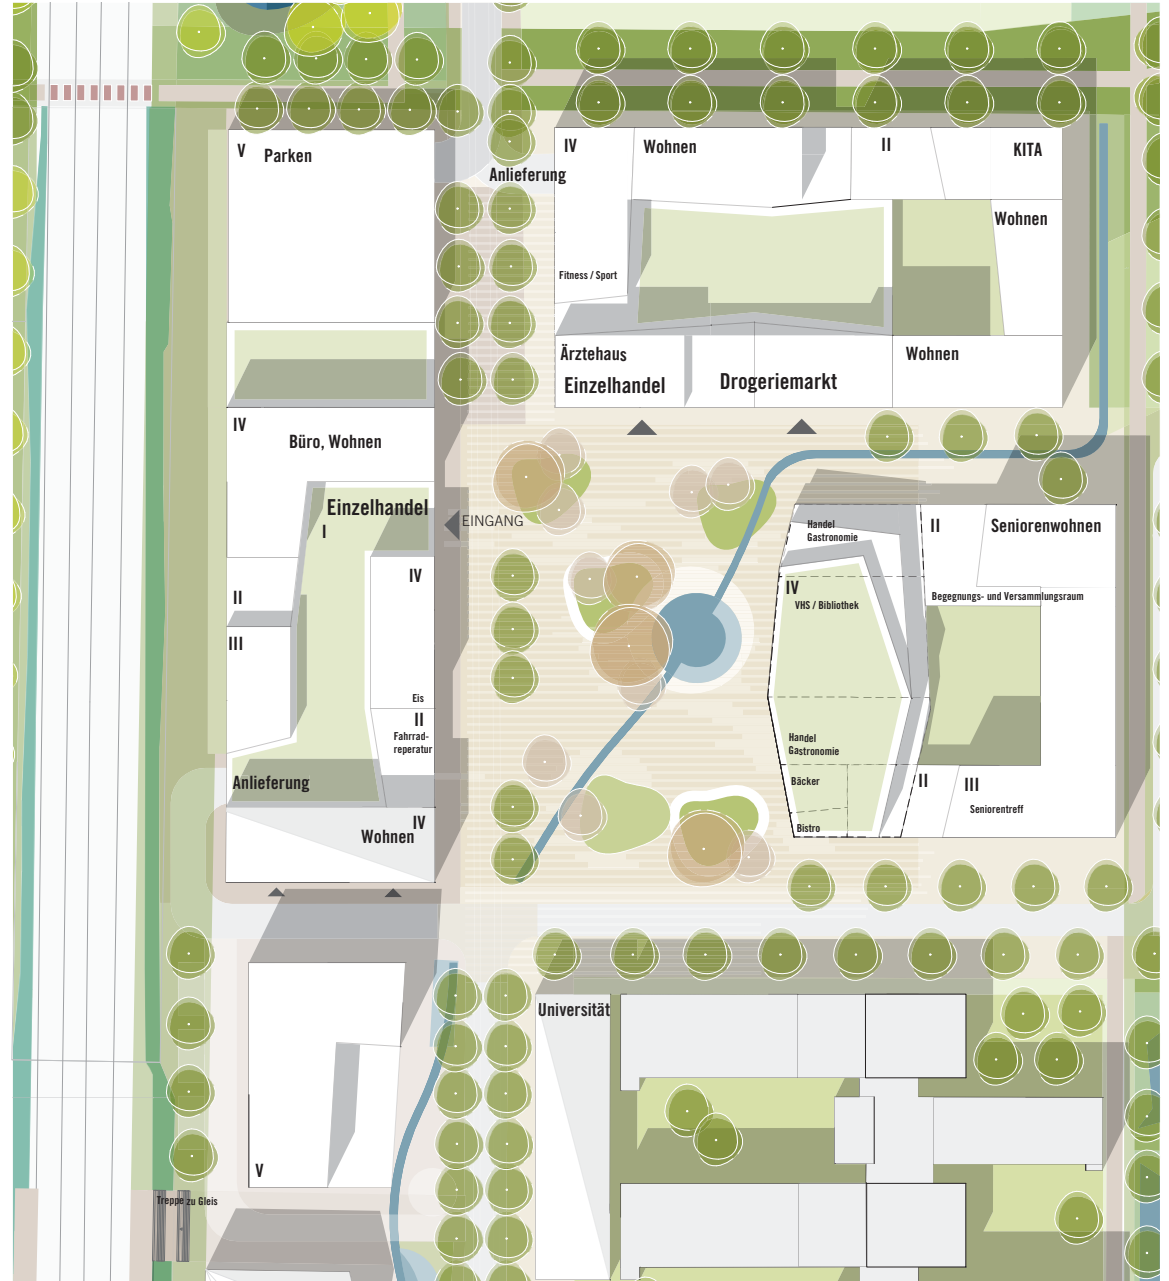 V Parken
Anlieferung
IV Wohnen
II
KITA
Wohnen
Fitness / Sport
Ärztehaus
Einzelhandel
Drogeriemarkt
Wohnen
IV
Büro, Wohnen
Einzelhandel
I
EINGANG
IV
II
III
Eis
II
Fahrrad-
reperatur
Anlieferung
IV
Wohnen
Handel
Gastronomie
II
Seniorenwohnen
IV
VHS / Bibliothek
Begegnungs- und Versammlungsraum
Handel
Gastronomie
Bäcker
Bistro
II
III
Seniorentreff
Universität
V
Treppe zu Gleis